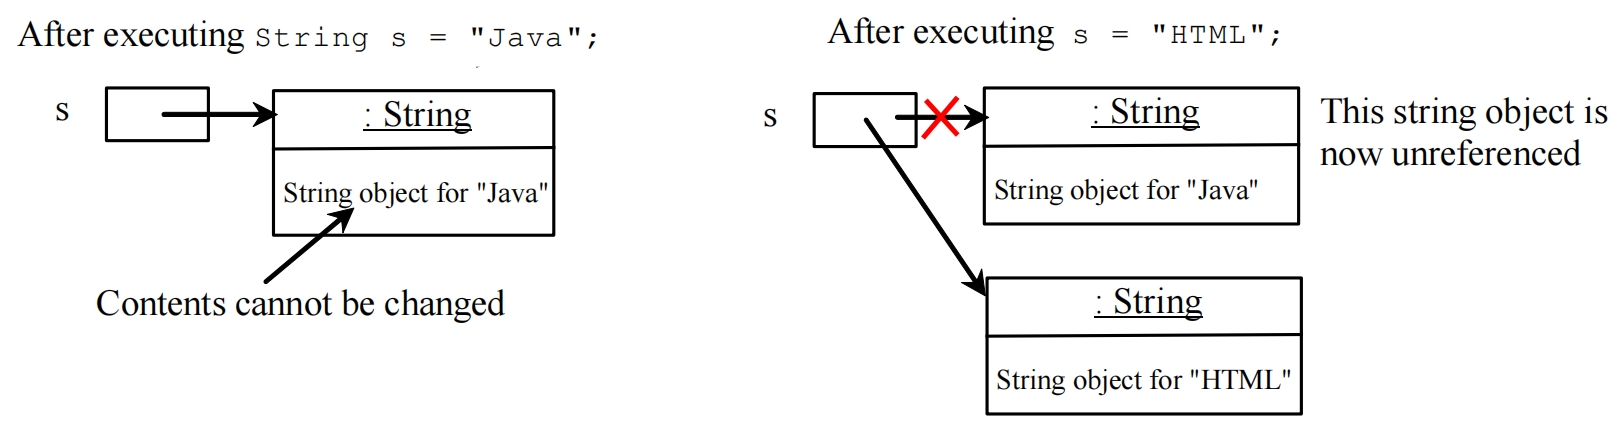 After executing String s = "Java";
s
: String
String object for "Java"
Contents cannot be changed
After executing s = "HTML";
s
: String
String object for "Java"
This string object is
now unreferenced
: String
String object for "HTML"